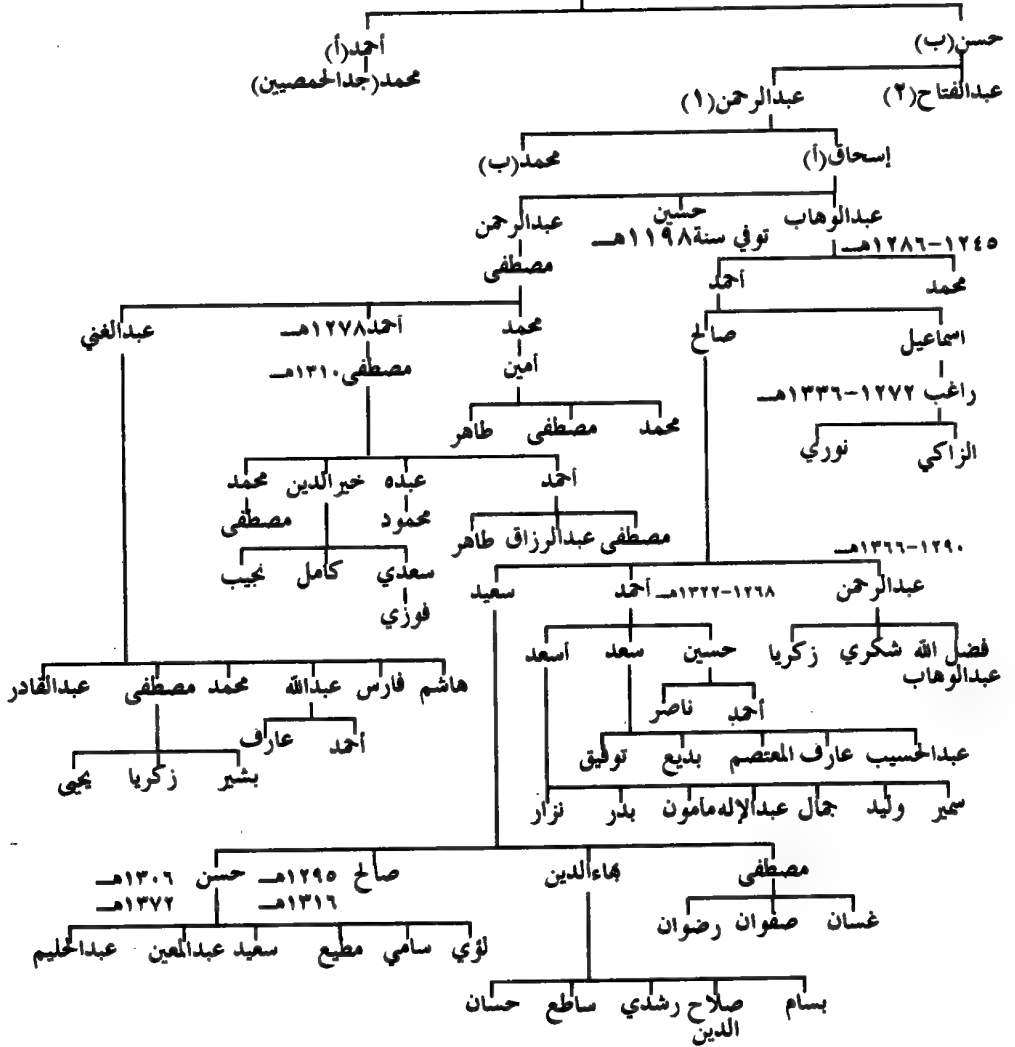 حسن(ب) أحمد(أ)
محمد(جدالحمصيين)
عبدالفتاح(٢) عبدالرحمن(١)
إسحاق(أ) محمد(ب)
عبدالوهاب حسين عبدالرحمن
١٢٤٥-١٢٨٦هـ توفي سنة١١٩٨هـ
مصطفى
محمد أحمد
اسماعيل صالح محمد أحمد١٢٧٨هـ عبدالغني
راغب ١٢٧٢-١٣٣٦هـ أمين مصطفى١٣١٠هـ
الزاكي نوري محمد مصطفى طاهر
أحمد عبده خيرالدين محمد
مصطفى عبدالرزاق طاهر محمود مصطفى
١٢٩٠-١٣٦٦هـ
سعدي كامل نجيب
عبدالرحمن ١٢٦٨-١٣٢٢هـ أحمد سعيد
فوزي
فضل الله شكري زكريا حسين سعد أسعد
عبدالوهاب
هاشم فارس عبدالله محمد مصطفى عبدالقادر
أحمد ناصر
أحمد عارف
عبدالحسيب عارف المعتصم بديع توفيق
بشير زكريا يحيى
سمير وليد جمال عبدالإله مامون بدر نزار
مصطفى بهاءالدين صالح ١٢٩٥هـ حسن ١٣٠٦هـ
١٣١٦هـ ١٣٧٢هـ
غسان صفوان رضوان
لؤي سامي مطيع سعيد عبدالمعين عبدالحليم
بسام صلاح رشدي ساطع حسان
الدين